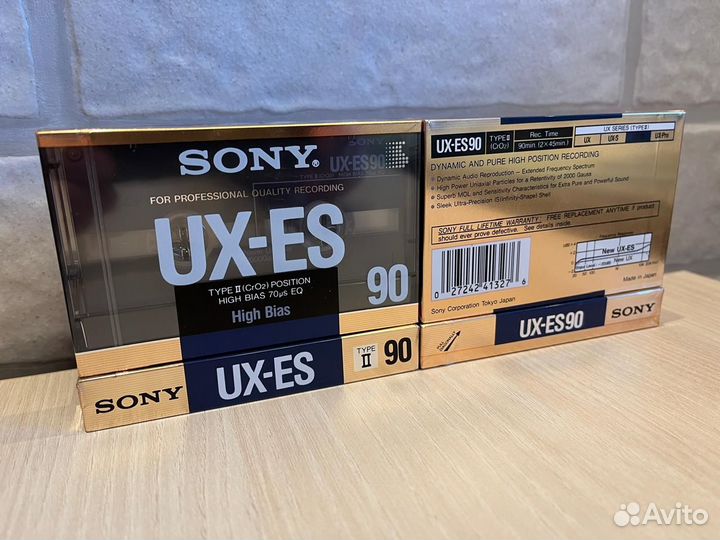 SONY®
UX-ES90
FOR PROFESSIONAL QUALITY RECORDING
UX-ES
TYPE II (CrO2) POSITION
HIGH BIAS 70μs EQ
High Bias
90
SONY
UX-ES
TYPE
II
90
UX-ES90
TYPE II
(CrO2)
Rec. Time
90min. (2×45min.)
UX SERIES (TYPE II)
UX
UX-S
UX-Pro
DYNAMIC AND PURE HIGH POSITION RECORDING
• Dynamic Audio Reproduction – Extended Frequency Spectrum
• High Power Uniaxial Particles for a Retentivity of 2000 Gauss
• Superb MOL and Sensitivity Characteristics for Extra Pure and Powerful Sound
• Sleek Ultra-Precision (S(Infinity-Shape) Shell
SONY FULL LIFETIME WARRANTY: FREE REPLACEMENT ANYTIME if product
should ever prove defective. See details inside.
New UX-ES
New UX
0 27242 41327 6
Made in Japan
Sony Corporation Tokyo Japan
UX-ES90
SONY
Avito